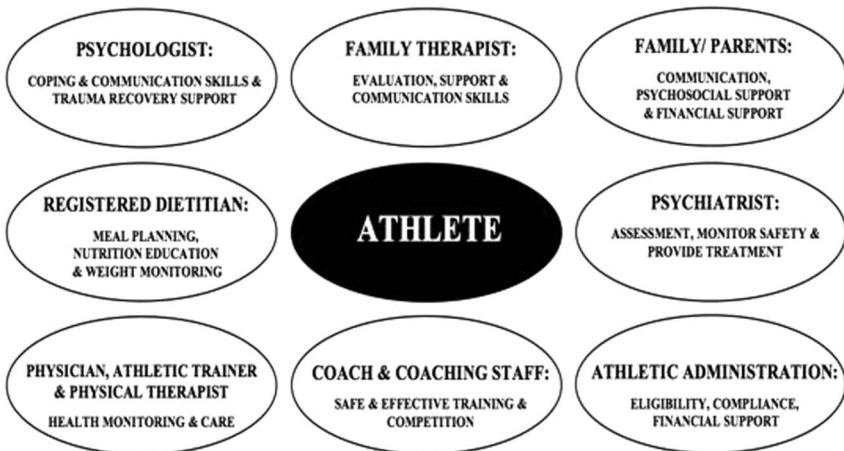 PSYCHOLOGIST:
COPING & COMMUNICATION SKILLS &
TRAUMA RECOVERY SUPPORT
FAMILY THERAPIST:
EVALUATION, SUPPORT &
COMMUNICATION SKILLS
FAMILY/ PARENTS:
COMMUNICATION,
PSYCHOSOCIAL SUPPORT
& FINANCIAL SUPPORT
REGISTERED DIETITIAN:
MEAL PLANNING,
NUTRITION EDUCATION
& WEIGHT MONITORING
ATHLETE
PSYCHIATRIST:
ASSESSMENT, MONITOR SAFETY &
PROVIDE TREATMENT
PHYSICIAN, ATHLETIC TRAINER
& PHYSICAL THERAPIST
HEALTH MONITORING & CARE
COACH & COACHING STAFF:
SAFE & EFFECTIVE TRAINING &
COMPETITION
ATHLETIC ADMINISTRATION:
ELIGIBILITY, COMPLIANCE,
FINANCIAL SUPPORT